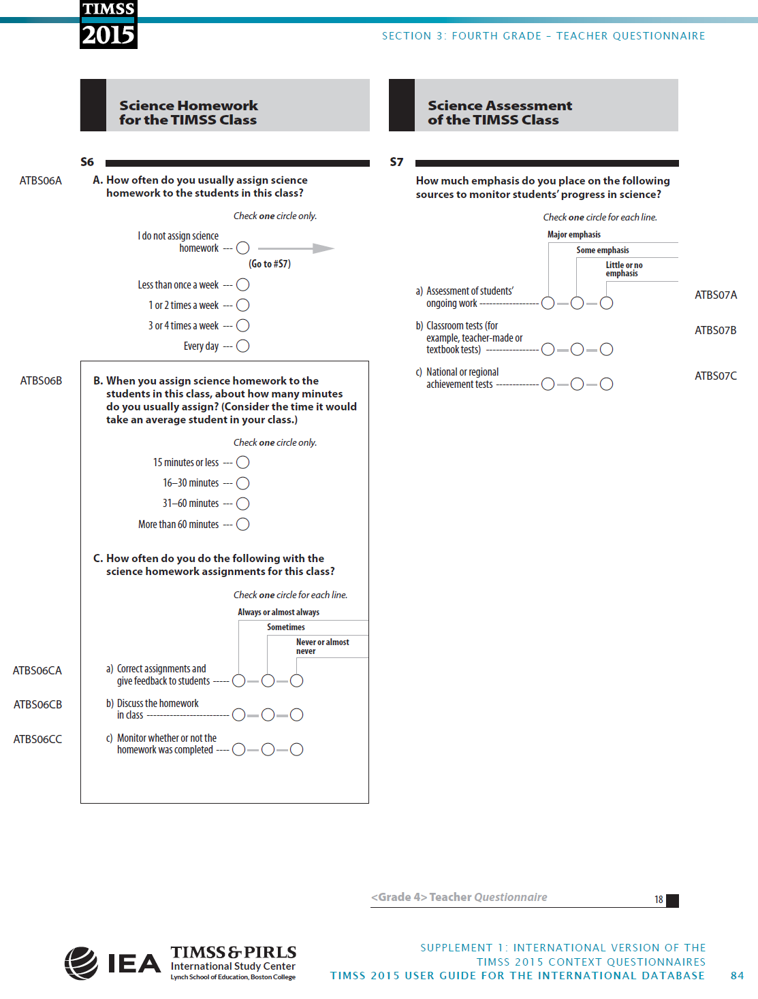 TIMSS
2015
SECTION 3: FOURTH GRADE – TEACHER QUESTIONNAIRE
Science Homework
for the TIMSS Class
S6
ATBS06A
A. How often do you usually assign science
homework to the students in this class?
Check one circle only.
I do not assign science
homework ---
(Go to #S7)
Less than once a week ---
1 or 2 times a week ---
3 or 4 times a week ---
Every day ---
ATBS06B
B. When you assign science homework to the
students in this class, about how many minutes
do you usually assign? (Consider the time it would
take an average student in your class.)
Check one circle only.
15 minutes or less ---
16–30 minutes ---
31–60 minutes ---
More than 60 minutes ---
C. How often do you do the following with the
science homework assignments for this class?
Check one circle for each line.
Always or almost always
Sometimes
Never or almost
never
ATBS06CA
a) Correct assignments and
give feedback to students -----
ATBS06CB
b) Discuss the homework
in class -------------------------
ATBS06CC
c) Monitor whether or not the
homework was completed ----
Science Assessment
of the TIMSS Class
S7
How much emphasis do you place on the following
sources to monitor students’ progress in science?
Check one circle for each line.
Major emphasis
Some emphasis
Little or no
emphasis
a) Assessment of students’
ongoing work ------------------
ATBS07A
b) Classroom tests (for
example, teacher-made or
textbook tests) ----------------
ATBS07B
c) National or regional
achievement tests -------------
ATBS07C
<Grade 4> Teacher Questionnaire
18
IEA
TIMSS & PIRLS
International Study Center
Lynch School of Education, Boston College
SUPPLEMENT 1: INTERNATIONAL VERSION OF THE
TIMSS 2015 CONTEXT QUESTIONNAIRES
TIMSS 2015 USER GUIDE FOR THE INTERNATIONAL DATABASE
84